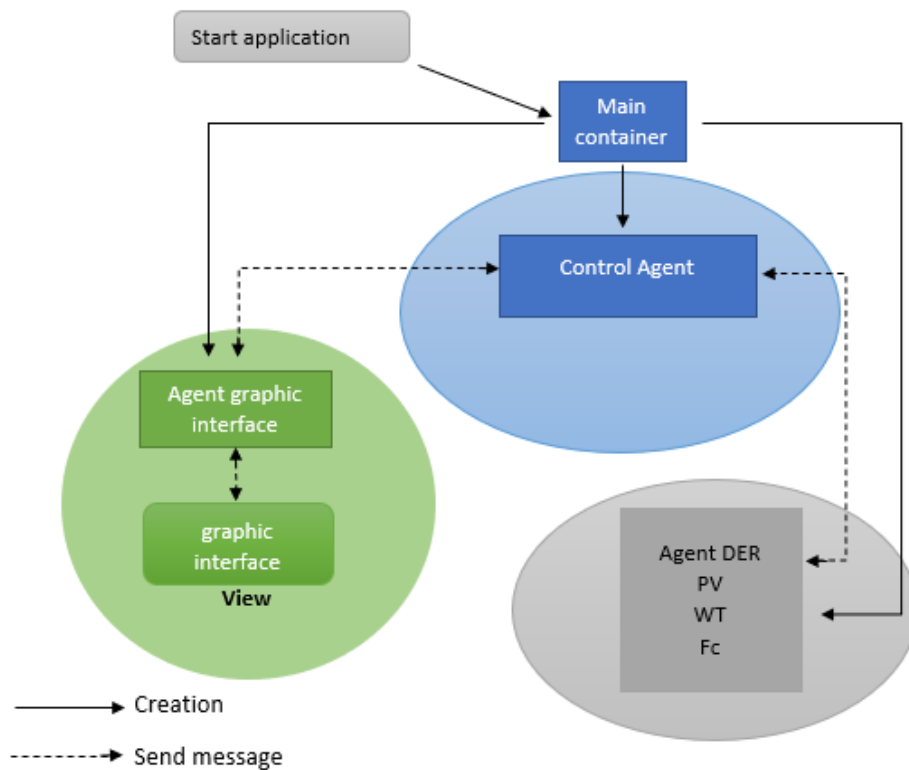 Start application
Main
container
Control Agent
Agent graphic
interface
graphic
interface
View
Agent DER
PV
WT
Fc
Creation
Send message